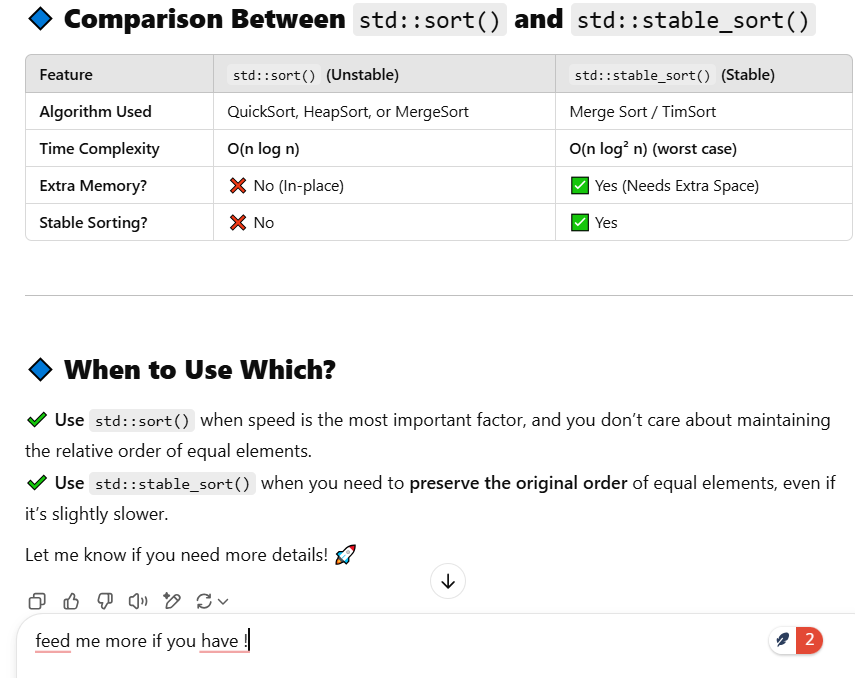 Comparison Between std::sort() and std::stable_sort()
Feature std::sort() (Unstable) std::stable_sort() (Stable)
Algorithm Used QuickSort, HeapSort, or MergeSort Merge Sort / TimSort
Time Complexity O(n log n) O(n log² n) (worst case)
Extra Memory? ❌ No (In-place) ✅ Yes (Needs Extra Space)
Stable Sorting? ❌ No ✅ Yes
When to Use Which?
✔ Use std::sort() when speed is the most important factor, and you don’t care about maintaining
the relative order of equal elements.
✔ Use std::stable_sort() when you need to preserve the original order of equal elements, even if
it’s slightly slower.
Let me know if you need more details! 🚀
feed me more if you have !
2